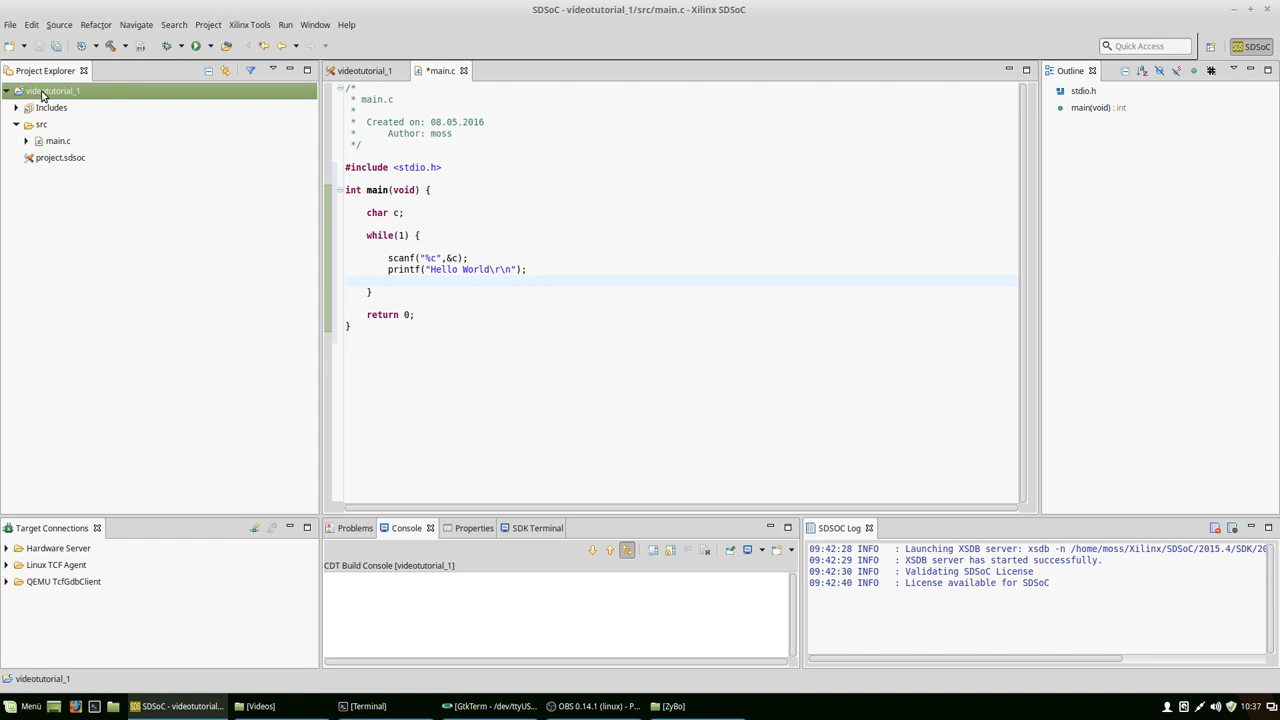 SDSoC - videotutorial_1/src/main.c - Xilinx SDSoC
File Edit Source Refactor Navigate Search Project Xilinx Tools Run Window Help
Quick Access
SDSoC
Project Explorer
videotutorial_1
Includes
src
main.c
project.sdsoc
videotutorial_1
*main.c
/*
* main.c
*
* Created on: 08.05.2016
* Author: moss
*/
#include <stdio.h>
int main(void) {
char c;
while(1) {
scanf("%c",&c);
printf("Hello World\r\n");
}
return 0;
}
Outline
stdio.h
main(void) : int
Target Connections
Hardware Server
Linux TCF Agent
QEMU TcfGdbClient
Problems Console Properties SDK Terminal
CDT Build Console [videotutorial_1]
SDSOC Log
09:42:28 INFO : Launching XSDB server: xsdb -n /home/moss/Xilinx/SDSoC/2015.4/SDK/20
09:42:29 INFO : XSDB server has started successfully.
09:42:30 INFO : Validating SDSoC License
09:42:40 INFO : License available for SDSoC
videotutorial_1
Menü
SDSoC - videotutorial...
[Videos]
[Terminal]
[GtkTerm - /dev/ttyUS...
OBS 0.14.1 (linux) - P...
[ZyBo]
10:37